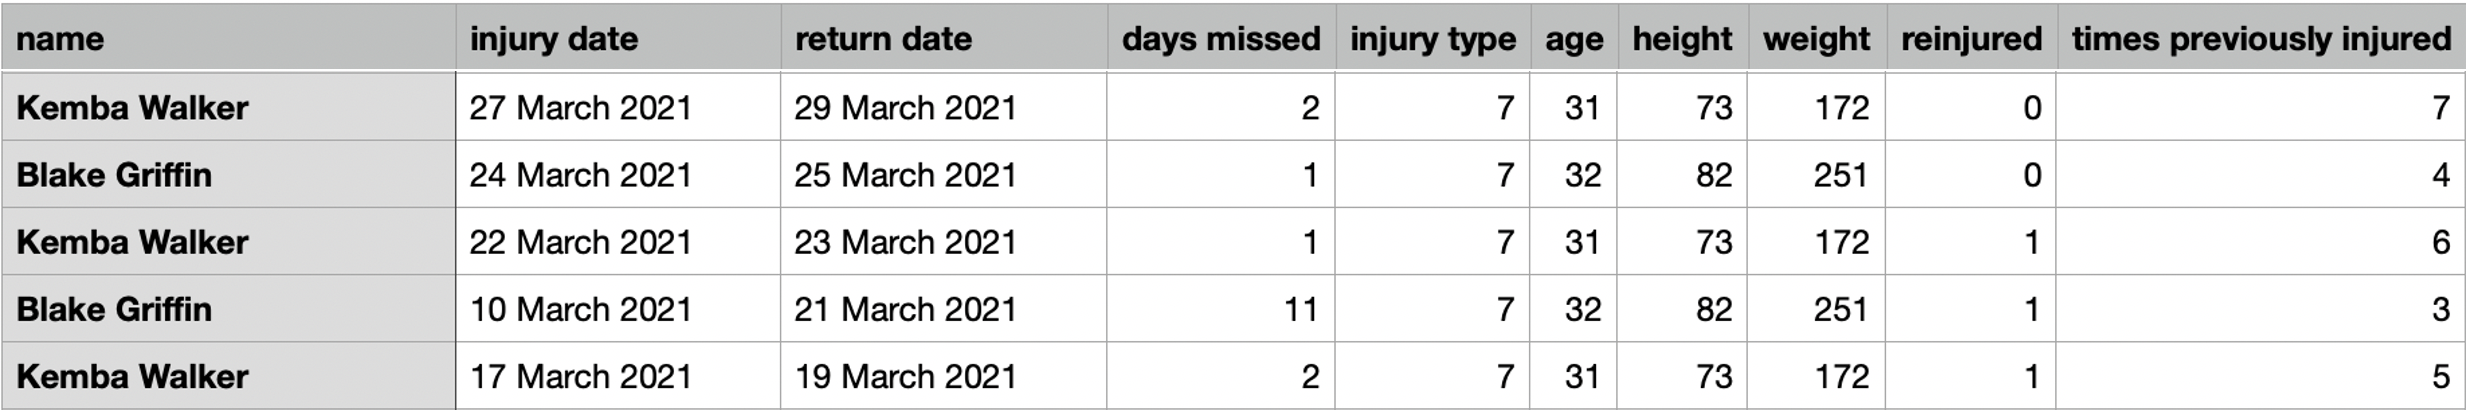 name injury date return date days missed injury type age height weight reinjured times previously injured
Kemba Walker 27 March 2021 29 March 2021 2 7 31 73 172 0 7
Blake Griffin 24 March 2021 25 March 2021 1 7 32 82 251 0 4
Kemba Walker 22 March 2021 23 March 2021 1 7 31 73 172 1 6
Blake Griffin 10 March 2021 21 March 2021 11 7 32 82 251 1 3
Kemba Walker 17 March 2021 19 March 2021 2 7 31 73 172 1 5